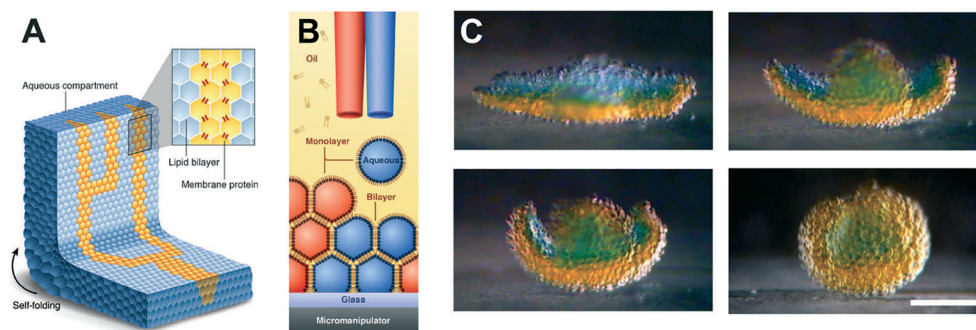 A
Aqueous compartment
Lipid bilayer
Membrane protein
Self-folding
B
Oil
Monolayer
Aqueous
Bilayer
Glass
Micromanipulator
C